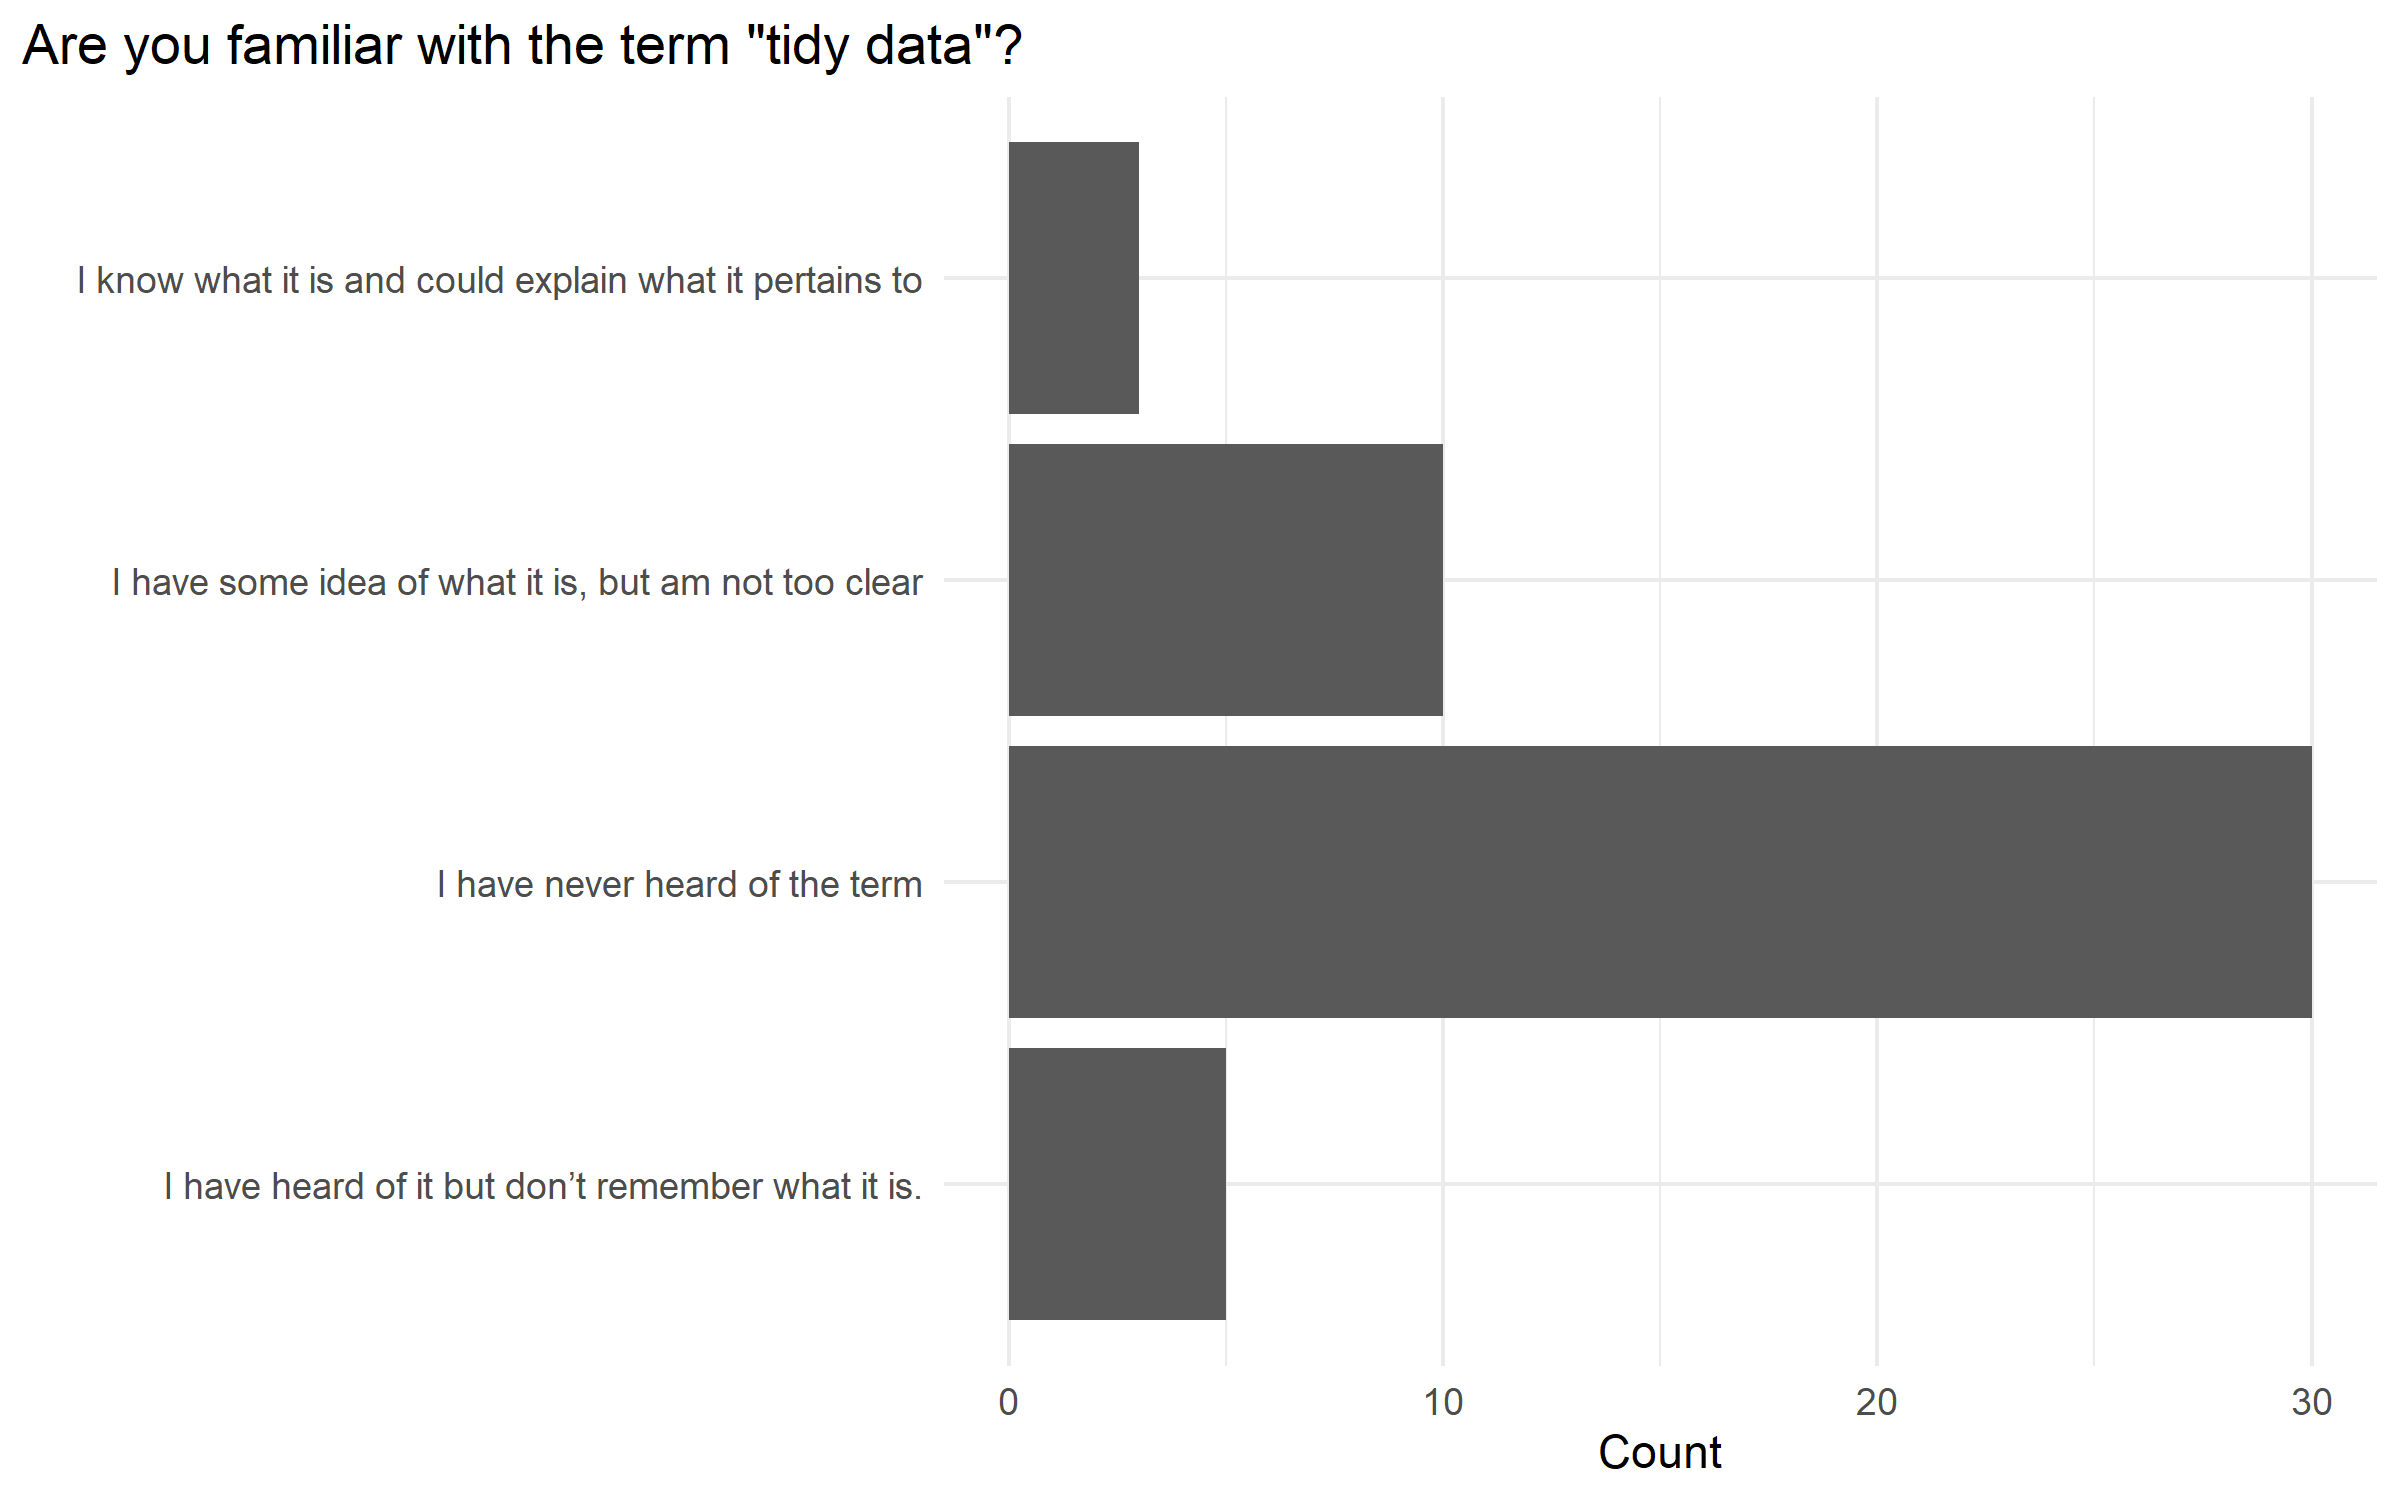 Are you familiar with the term "tidy data"?
I know what it is and could explain what it pertains to
I have some idea of what it is, but am not too clear
I have never heard of the term
I have heard of it but don’t remember what it is.
0 10 20 30
Count